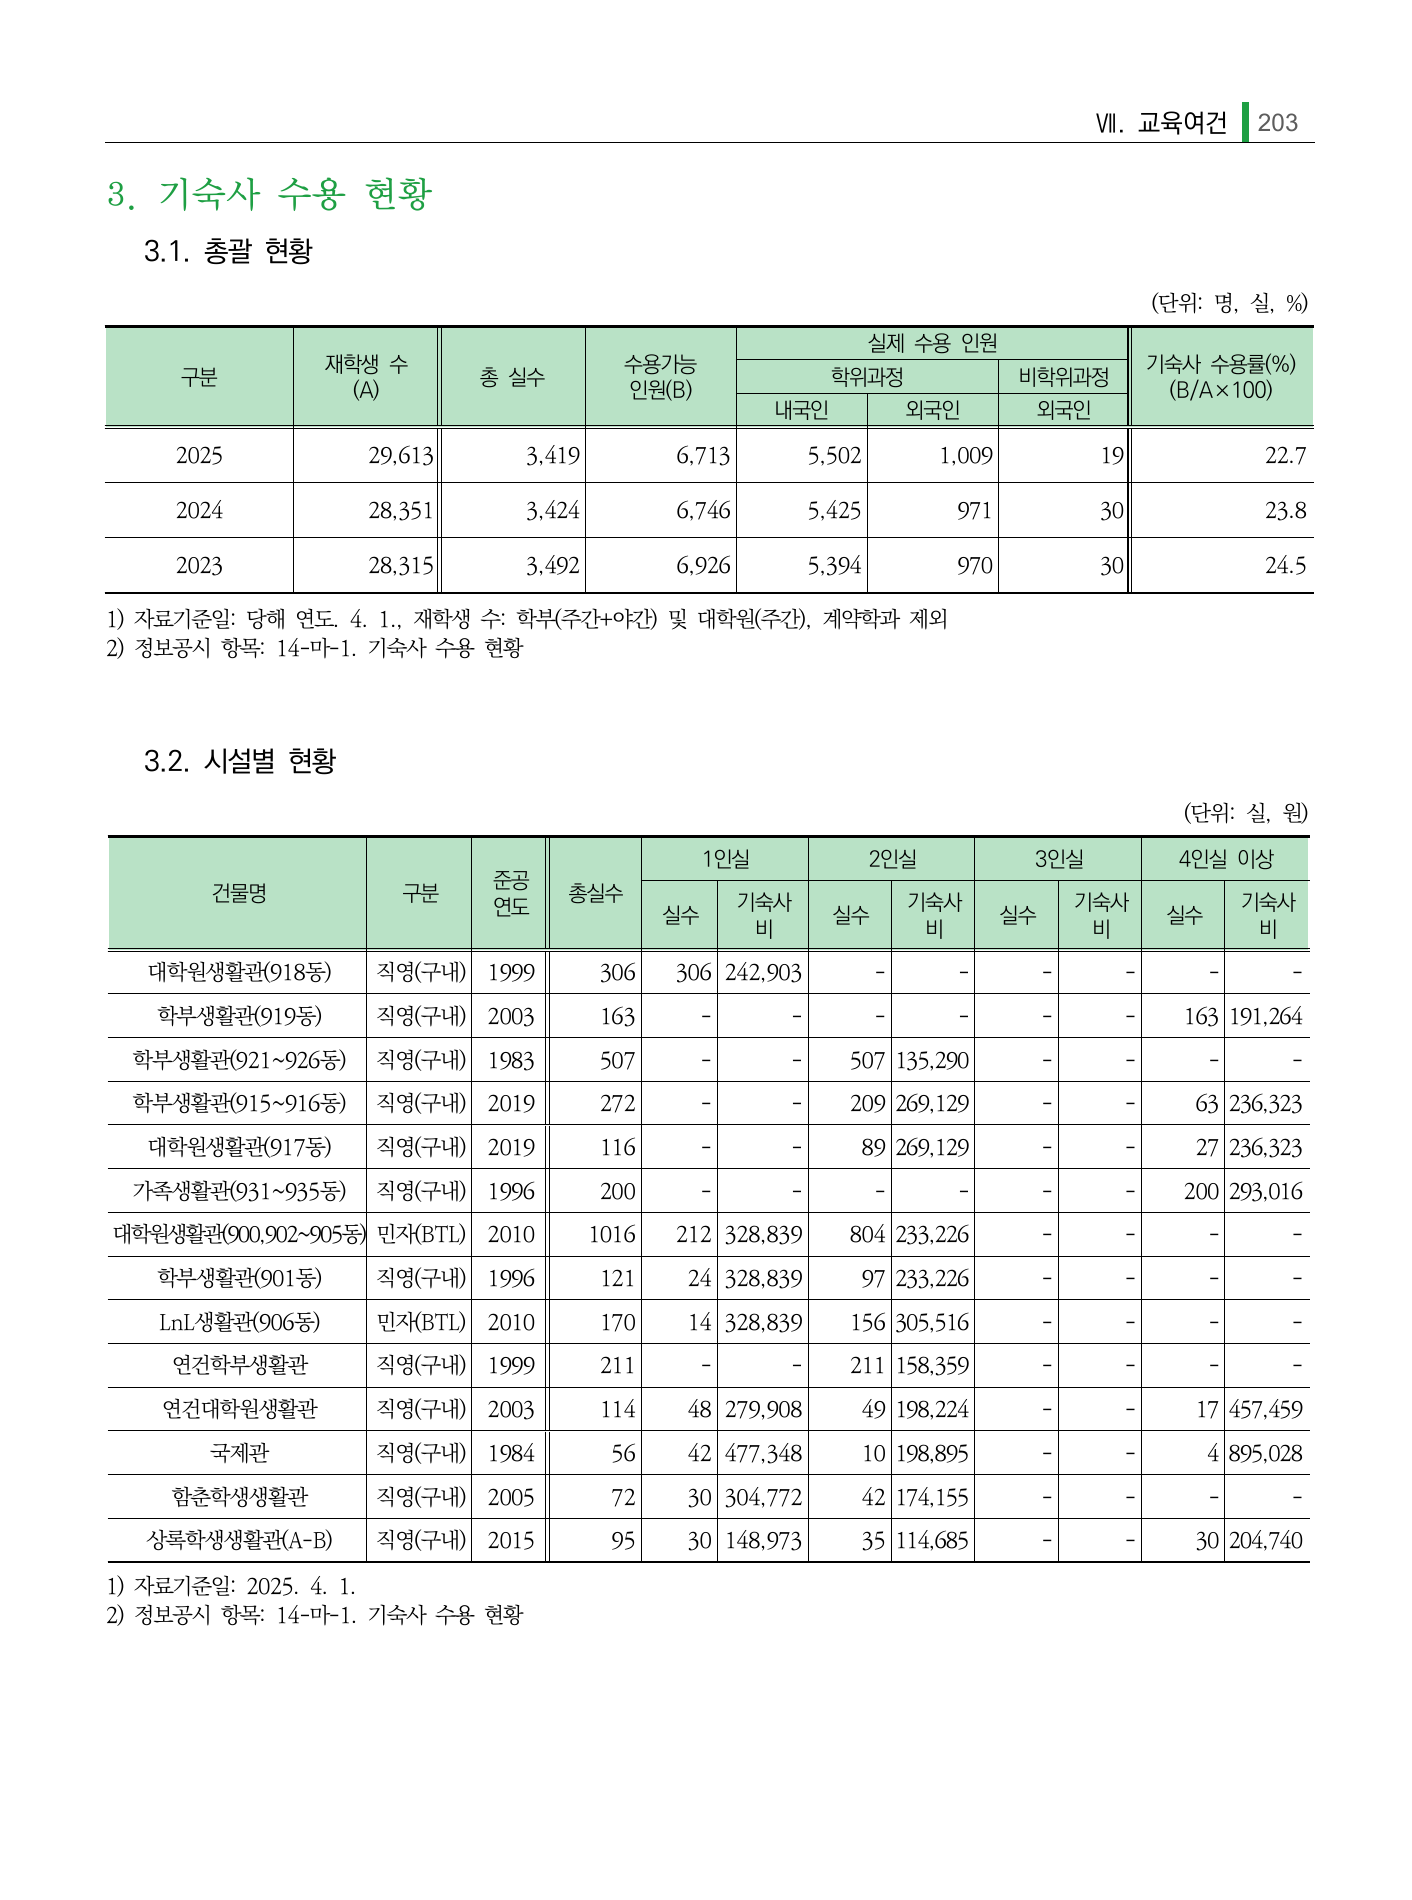 Ⅶ. 교육여건 203
3. 기숙사 수용 현황
3.1. 총괄 현황
(단위: 명, 실, %)
구분 재학생 수 (A) 총 실수 수용가능 인원(B) 실제 수용 인원 기숙사 수용률(%) (B/A×100)
학위과정 비학위과정
내국인 외국인 외국인
2025 29,613 3,419 6,713 5,502 1,009 19 22.7
2024 28,351 3,424 6,746 5,425 971 30 23.8
2023 28,315 3,492 6,926 5,394 970 30 24.5
1) 자료기준일: 당해 연도. 4. 1., 재학생 수: 학부(주간+야간) 및 대학원(주간), 계약학과 제외
2) 정보공시 항목: 14-마-1. 기숙사 수용 현황
3.2. 시설별 현황
(단위: 실, 원)
건물명 구분 준공 연도 총실수 1인실 2인실 3인실 4인실 이상
실수 기숙사비 실수 기숙사비 실수 기숙사비 실수 기숙사비
대학원생활관(918동) 직영(구내) 1999 306 306 242,903 - - - - - -
학부생활관(919동) 직영(구내) 2003 163 - - - - - - 163 191,264
학부생활관(921~926동) 직영(구내) 1983 507 - - 507 135,290 - - - -
학부생활관(915~916동) 직영(구내) 2019 272 - - 209 269,129 - - 63 236,323
대학원생활관(917동) 직영(구내) 2019 116 - - 89 269,129 - - 27 236,323
가족생활관(931~935동) 직영(구내) 1996 200 - - - - - - 200 293,016
대학원생활관(900,902~905동) 민자(BTL) 2010 1016 212 328,839 804 233,226 - - - -
학부생활관(901동) 직영(구내) 1996 121 24 328,839 97 233,226 - - - -
LnL생활관(906동) 민자(BTL) 2010 170 14 328,839 156 305,516 - - - -
연건학부생활관 직영(구내) 1999 211 - - 211 158,359 - - - -
연건대학원생활관 직영(구내) 2003 114 48 279,908 49 198,224 - - 17 457,459
국제관 직영(구내) 1984 56 42 477,348 10 198,895 - - 4 895,028
함춘학생생활관 직영(구내) 2005 72 30 304,772 42 174,155 - - - -
상록학생생활관(A-B) 직영(구내) 2015 95 30 148,973 35 114,685 - - 30 204,740
1) 자료기준일: 2025. 4. 1.
2) 정보공시 항목: 14-마-1. 기숙사 수용 현황